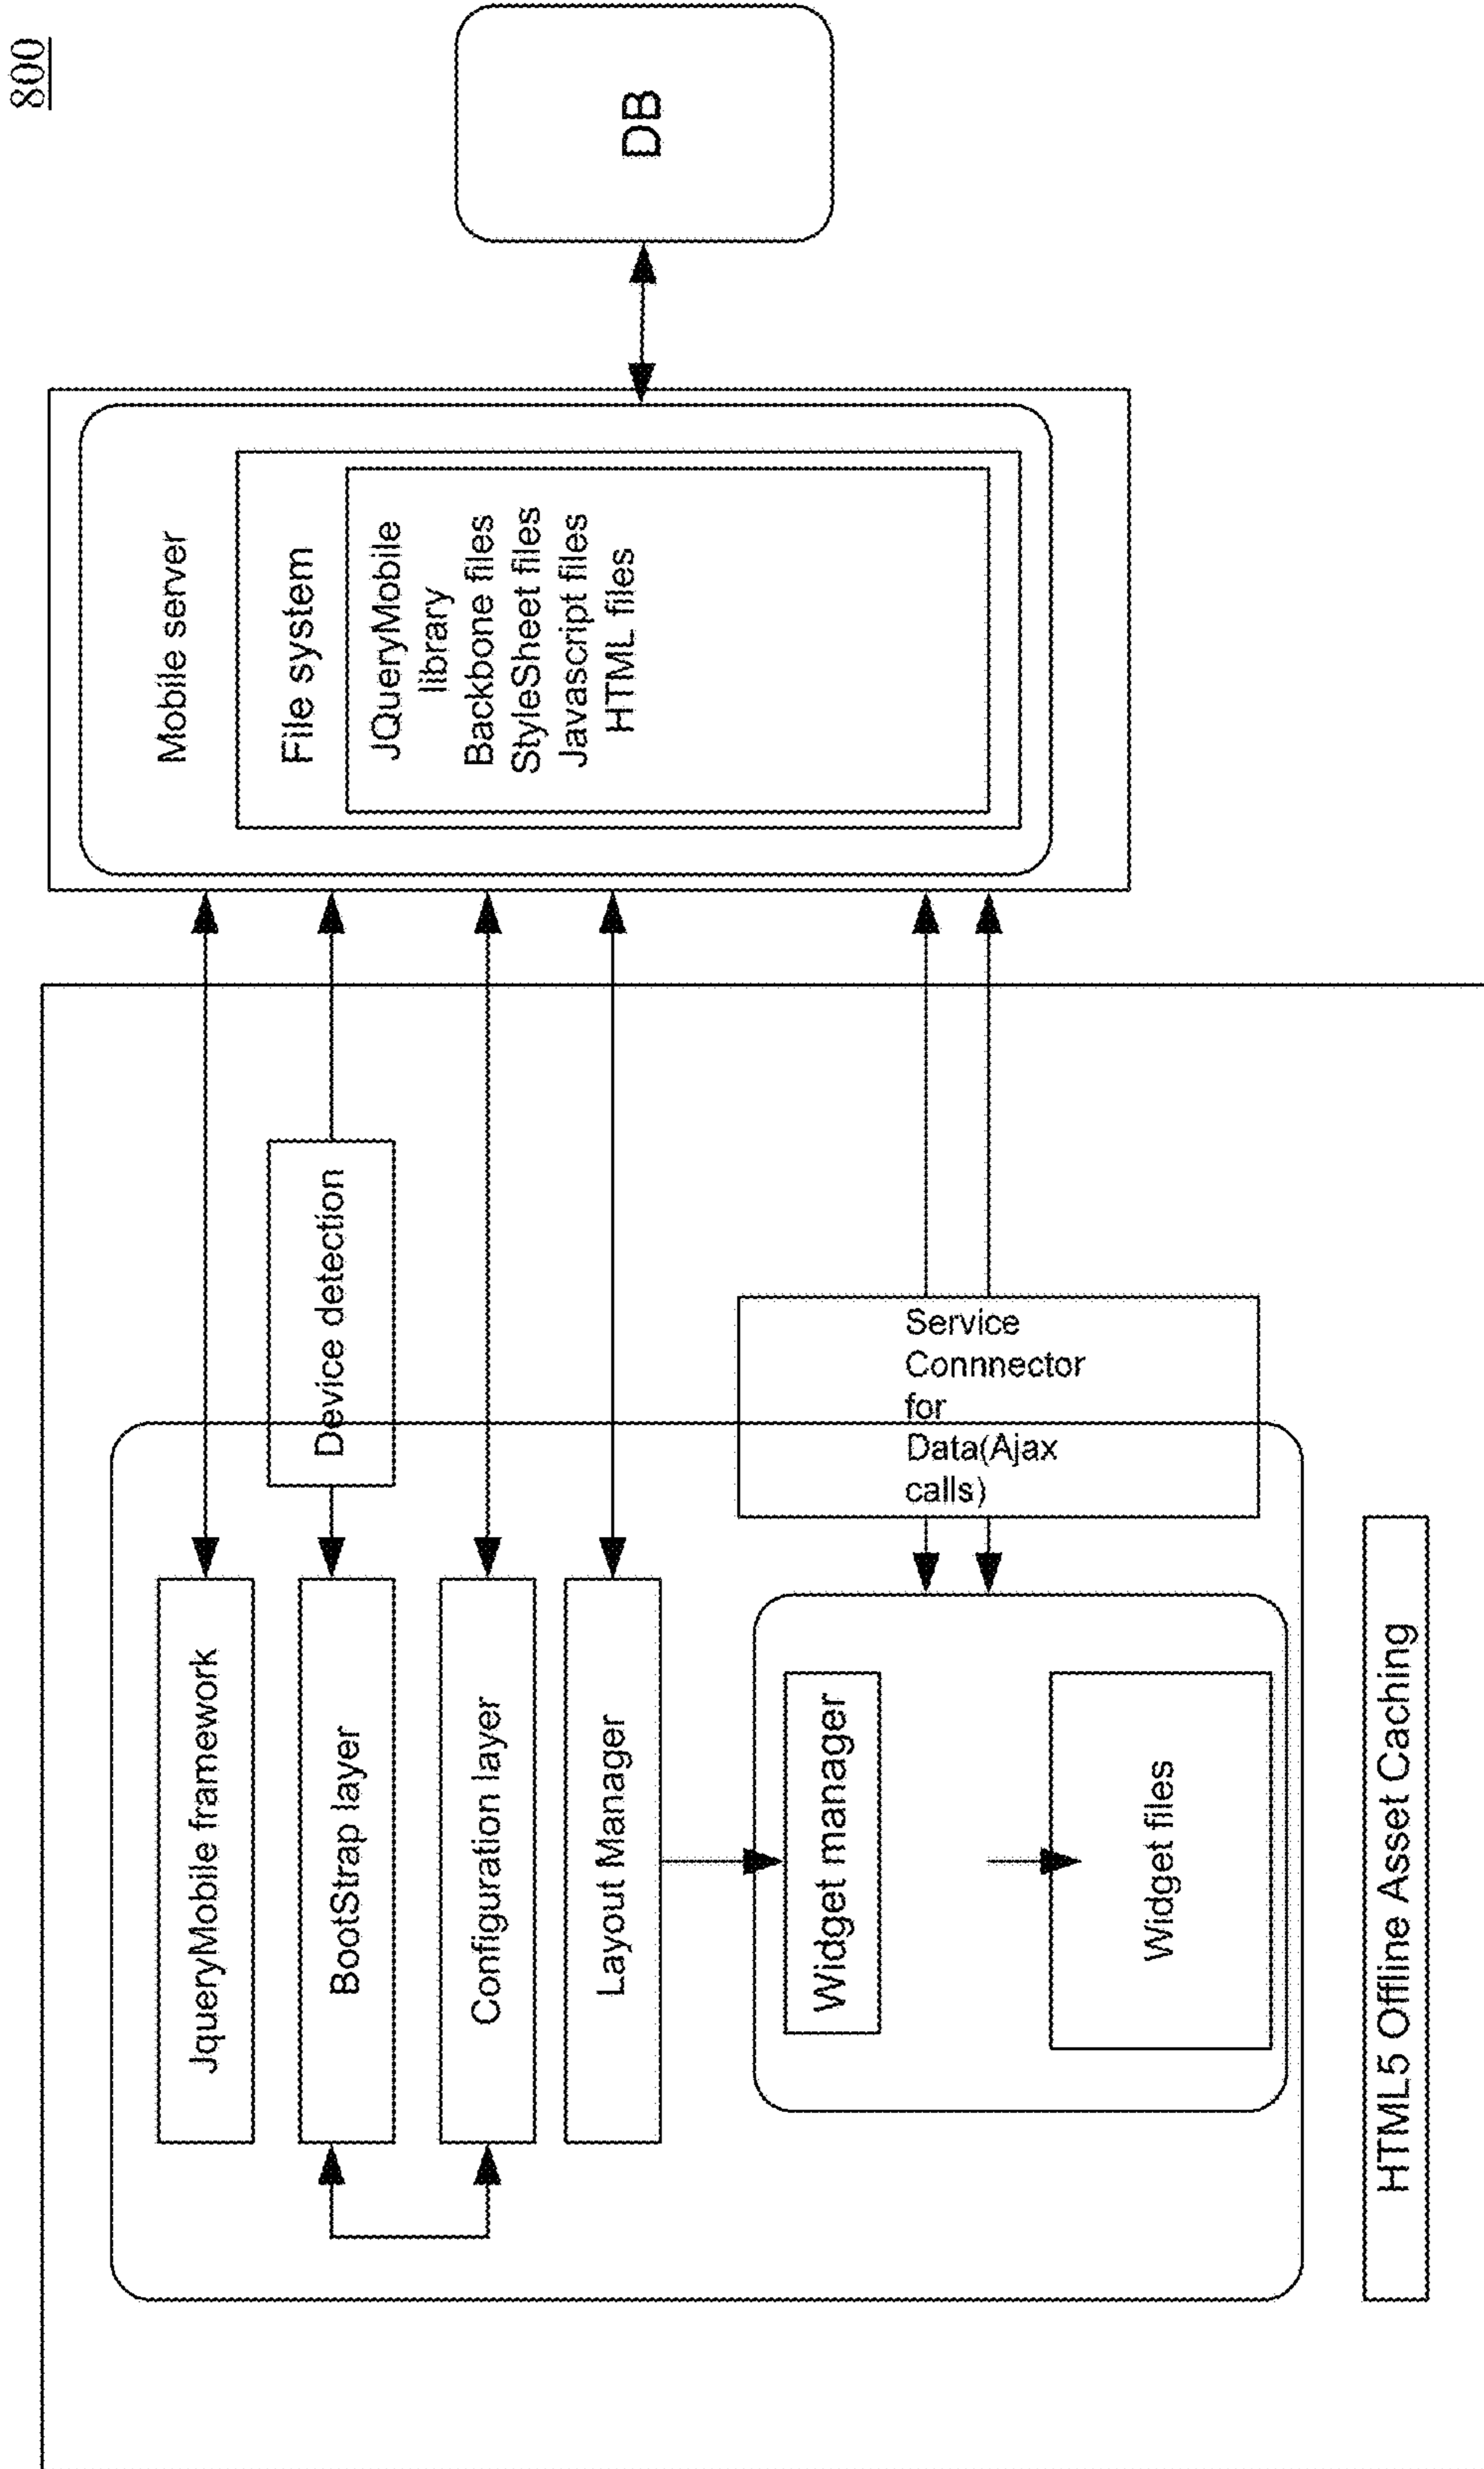 800
JqueryMobile framework
BootStrap layer
Configuration layer
Layout Manager
Widget manager
Widget files
HTML5 Offline Asset Caching
Device detection
Service
Connnector
for
Data(Ajax
calls)
Mobile server
File system
JQueryMobile
library
Backbone files
StyleSheet files
Javascript files
HTML files
DB